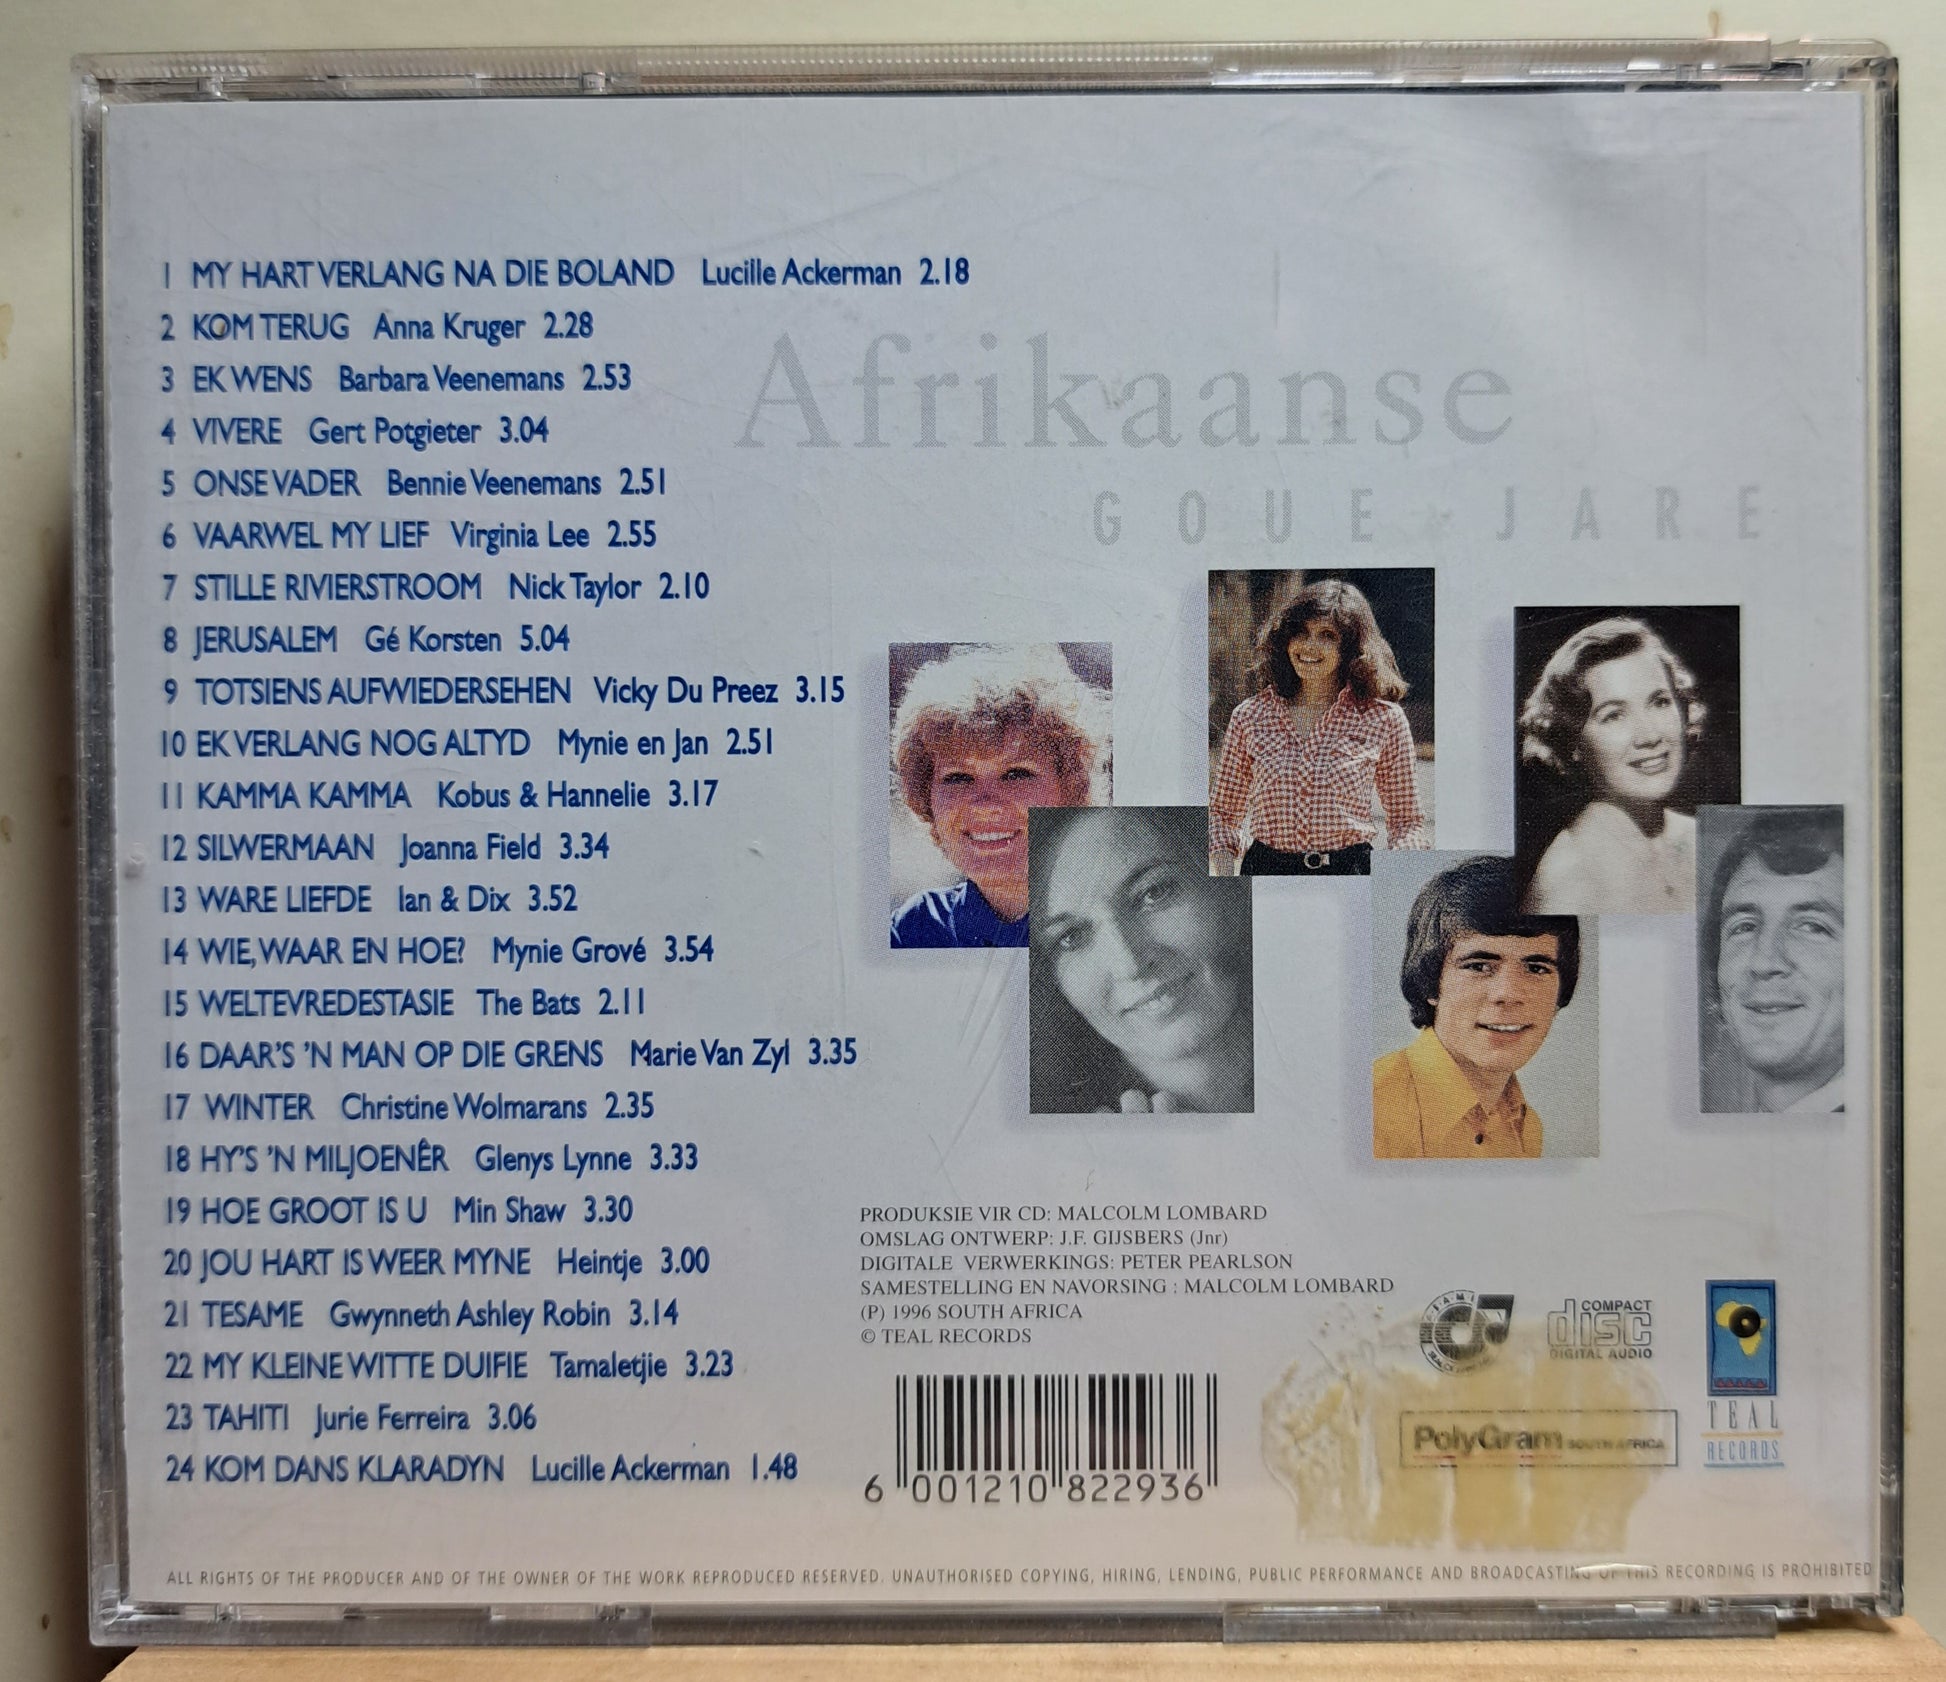 1 MY HART VERLANG NA DIE BOLAND Lucille Ackerman 2.18
2 KOM TERUG Anna Kruger 2.28
3 EK WENS Barbara Veenemans 2.53
4 VIVERE Gert Potgieter 3.04
5 ONSE VADER Bennie Veenemans 2.51
6 VAARWEL MY LIEF Virginia Lee 2.55
7 STILLE RIVIERSTROOM Nick Taylor 2.10
8 JERUSALEM Gé Korsten 5.04
9 TOTSIENS AUFWIEDERSEHEN Vicky Du Preez 3.15
10 EK VERLANG NOG ALTYD Mynie en Jan 2.51
11 KAMMA KAMMA Kobus & Hannelie 3.17
12 SILWERMAAN Joanna Field 3.34
13 WARE LIEFDE Ian & Dix 3.52
14 WIE, WAAR EN HOE? Mynie Grové 3.54
15 WELTEVREDESTASIE The Bats 2.11
16 DAAR'S 'N MAN OP DIE GRENS Marie Van Zyl 3.35
17 WINTER Christine Wolmarans 2.35
18 HY'S 'N MILJOENÊR Glenys Lynne 3.33
19 HOE GROOT IS U Min Shaw 3.30
20 JOU HART IS WEER MYNE Heintje 3.00
21 TESAME Gwynneth Ashley Robin 3.14
22 MY KLEINE WITTE DUIFIE Tamaletjie 3.23
23 TAHITI Jurie Ferreira 3.06
24 KOM DANS KLARADYN Lucille Ackerman 1.48
Afrikaanse
GOUE JARE
PRODUKSIE VIR CD: MALCOLM LOMBARD
OMSLAG ONTWERP: J.F. GIJSBERS (Jnr)
DIGITALE VERWERKINGS: PETER PEARLSON
SAMESTELLING EN NAVORSING : MALCOLM LOMBARD
(P) 1996 SOUTH AFRICA
© TEAL RECORDS
6 001210 822936
COMPACT
disc
DIGITAL AUDIO
PolyGram SOUTH AFRICA
TEAL
RECORDS
ALL RIGHTS OF THE PRODUCER AND OF THE OWNER OF THE WORK REPRODUCED RESERVED. UNAUTHORISED COPYING, HIRING, LENDING, PUBLIC PERFORMANCE AND BROADCASTING OF THIS RECORDING IS PROHIBITED